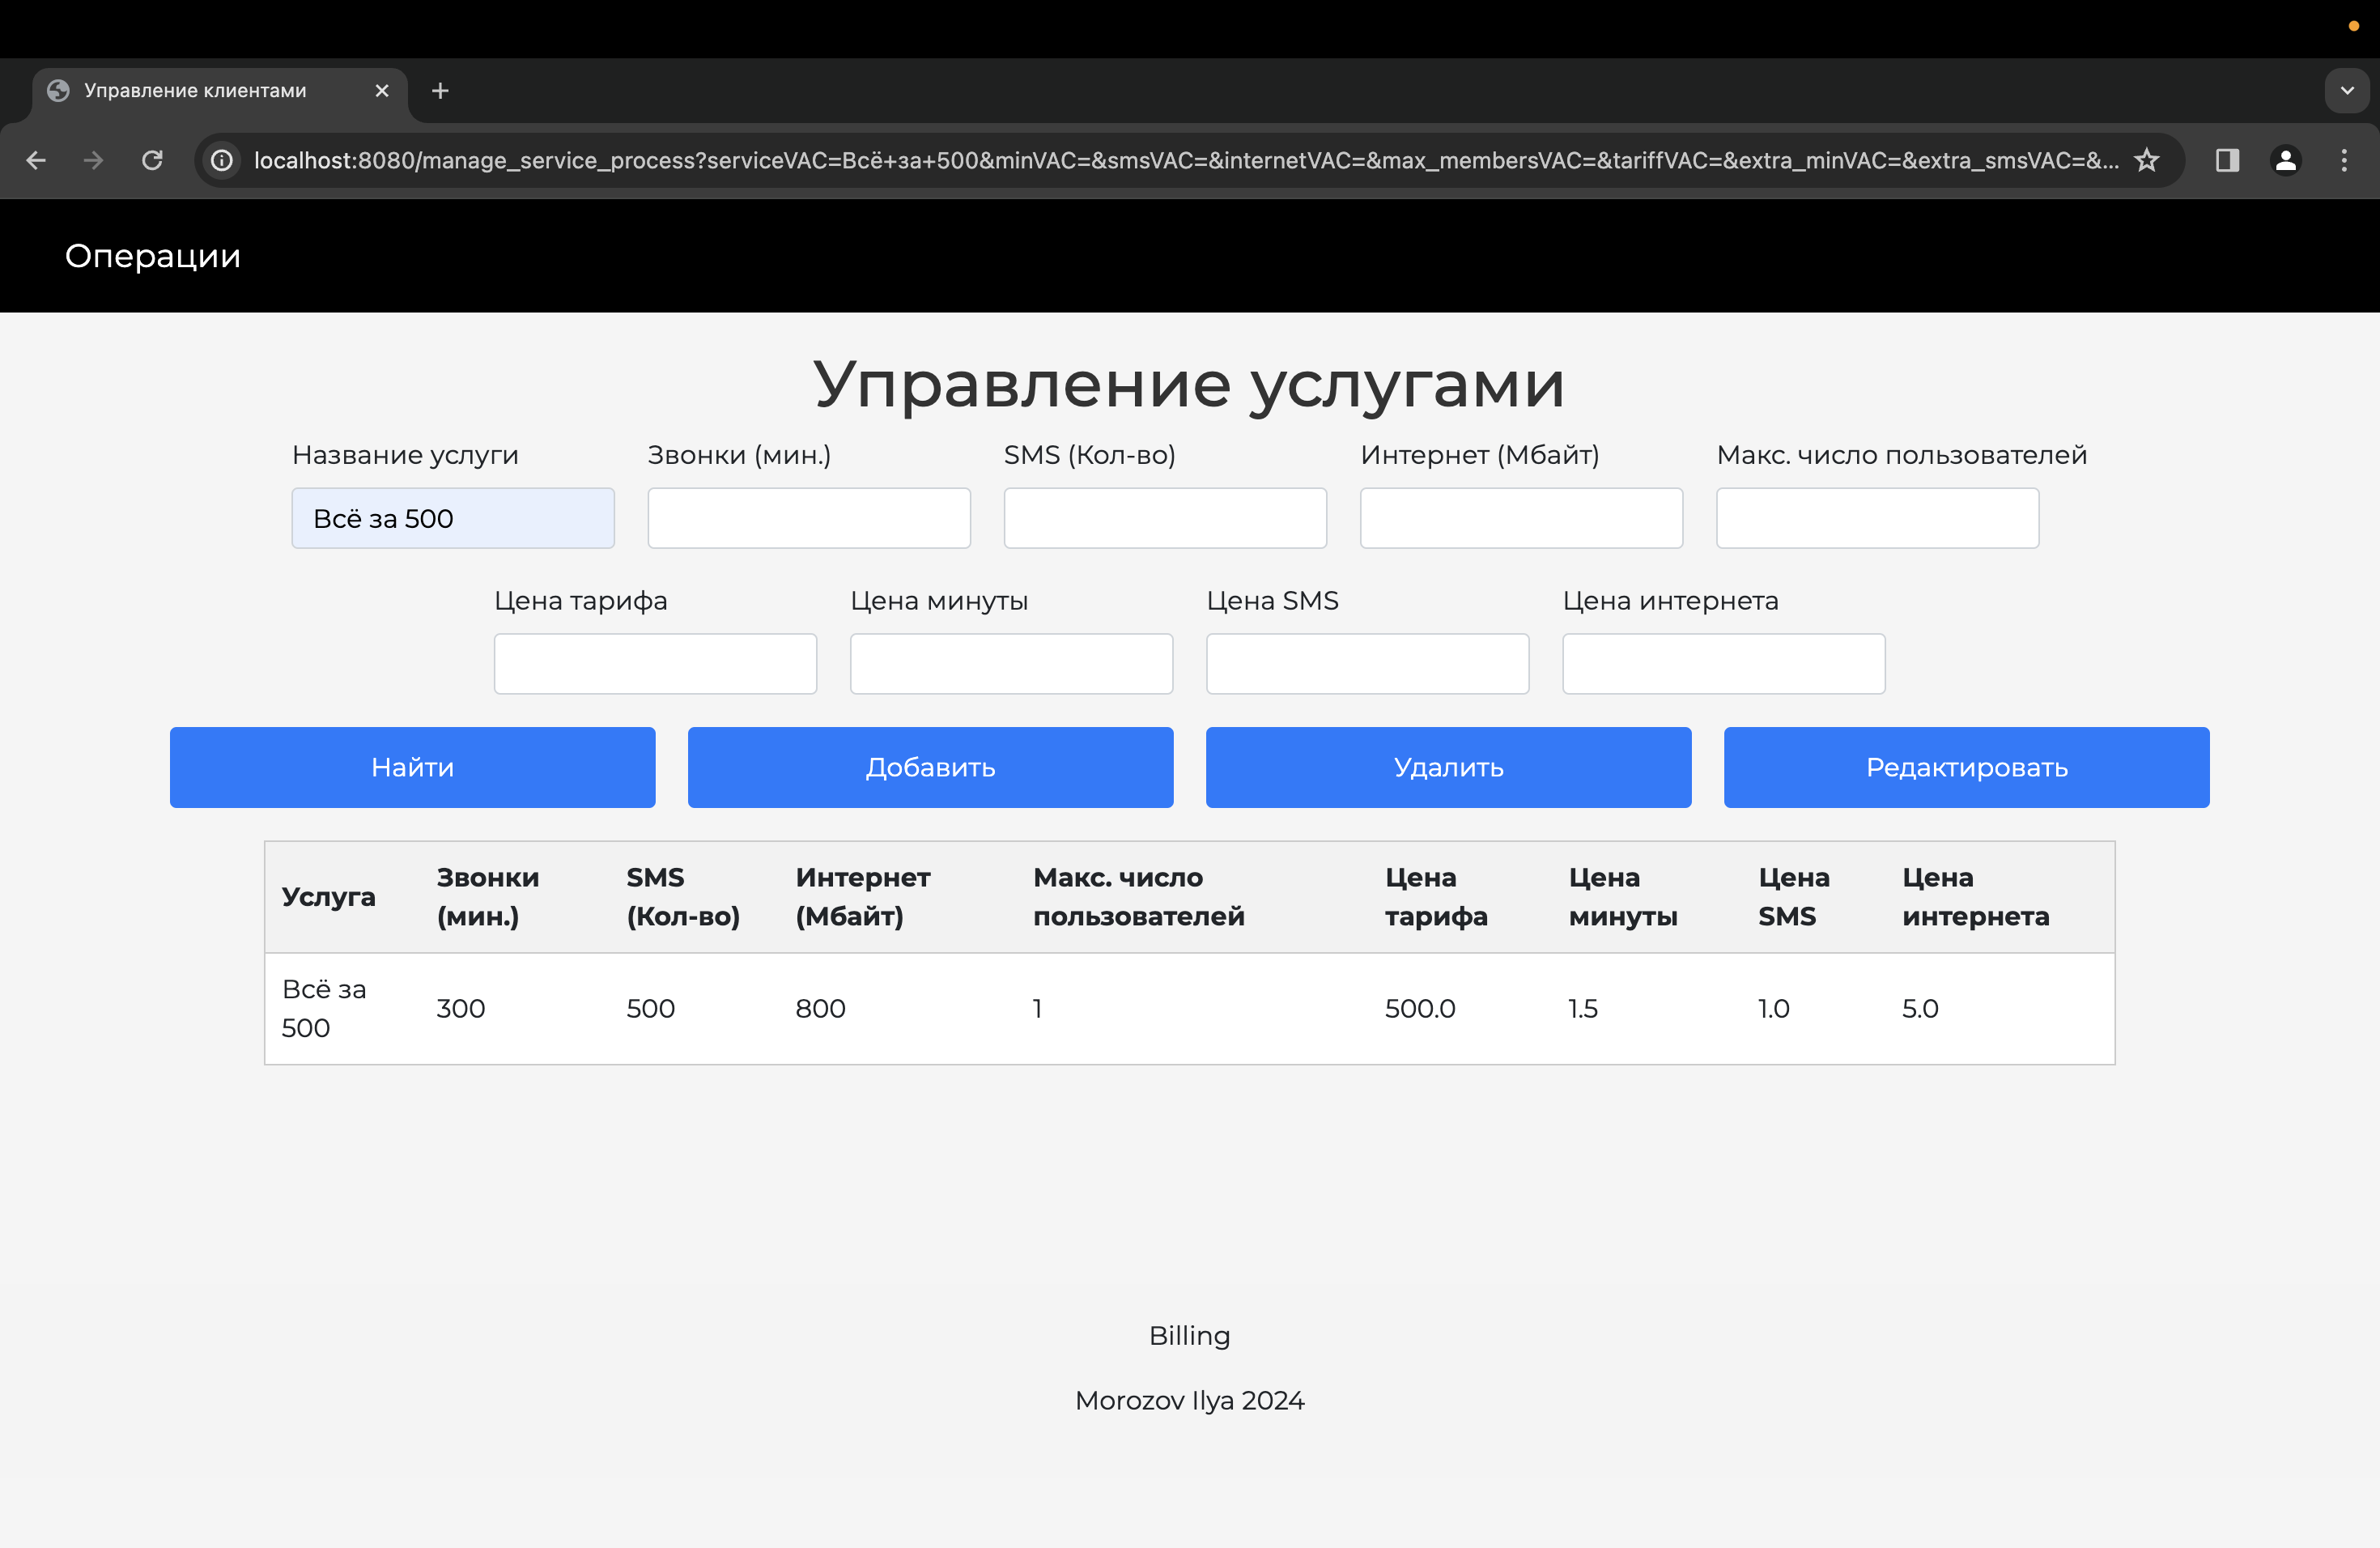 Управление клиентами
localhost:8080/manage_service_process?serviceVAC=Всё+за+500&minVAC=&smsVAC=&internetVAC=&max_membersVAC=&tariffVAC=&extra_minVAC=&extra_smsVAC=&...
Операции
Управление услугами
Название услуги Звонки (мин.) SMS (Кол-во) Интернет (Мбайт) Макс. число пользователей
Всё за 500
Цена тарифа Цена минуты Цена SMS Цена интернета
Найти Добавить Удалить Редактировать
Услуга Звонки (мин.) SMS (Кол-во) Интернет (Мбайт) Макс. число пользователей Цена тарифа Цена минуты Цена SMS Цена интернета
Всё за 500 300 500 800 1 500.0 1.5 1.0 5.0
Billing
Morozov Ilya 2024